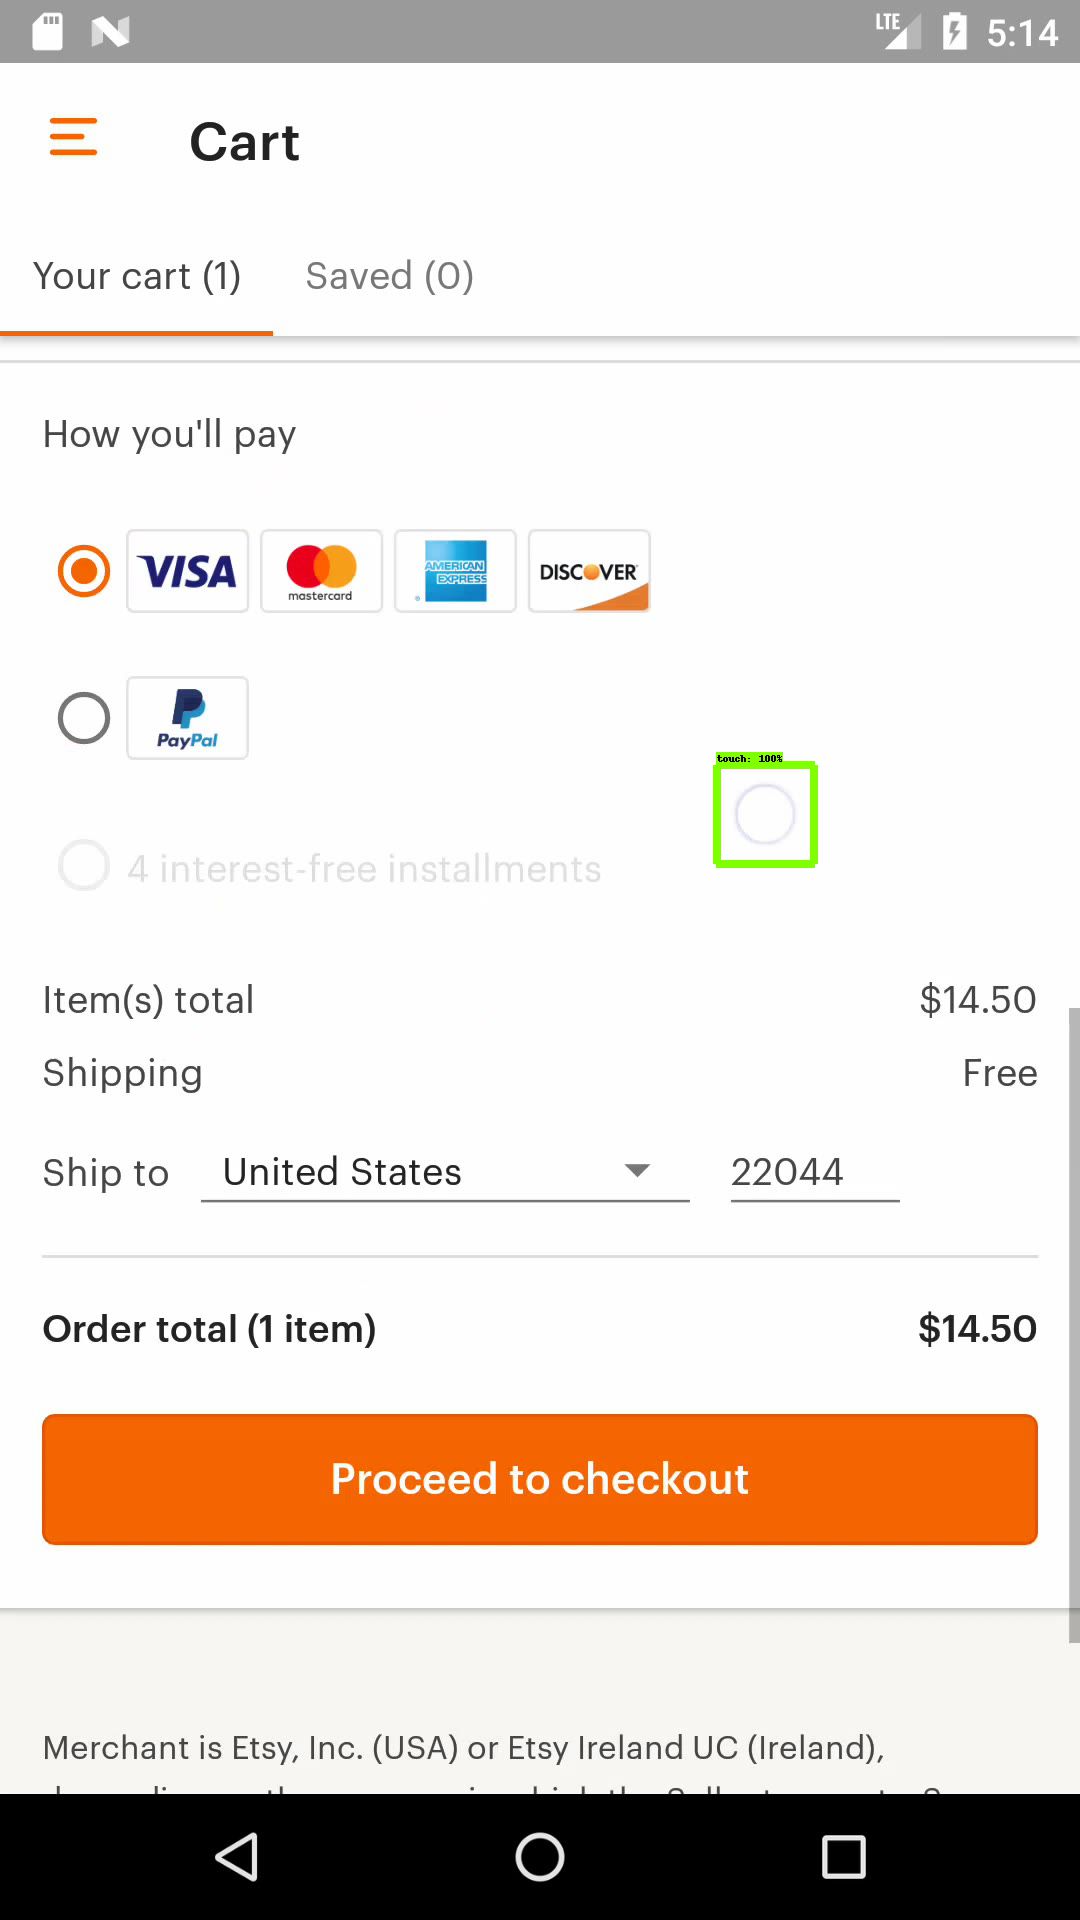 LTE 5:14
Cart
Your cart (1) Saved (0)
How you'll pay
VISA mastercard AMERICAN EXPRESS DISCOVER
PayPal
touch: 100%
4 interest-free installments
Item(s) total $14.50
Shipping Free
Ship to United States 22044
Order total (1 item) $14.50
Proceed to checkout
Merchant is Etsy, Inc. (USA) or Etsy Ireland UC (Ireland),